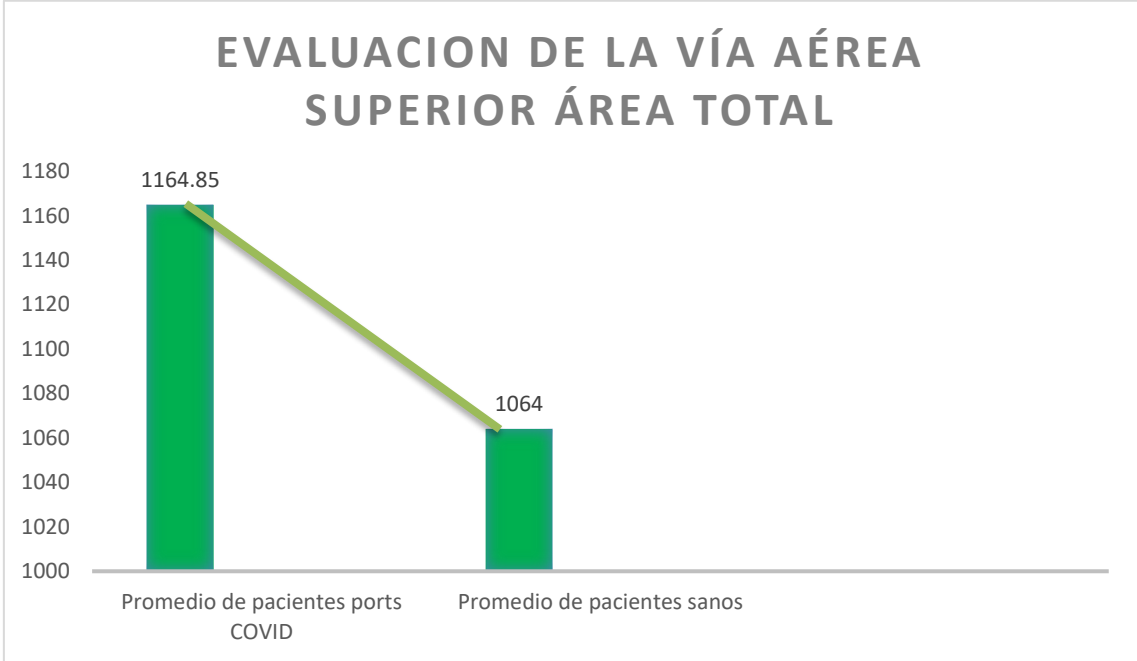 EVALUACION DE LA VÍA AÉREA
SUPERIOR ÁREA TOTAL
1180
1160
1140
1120
1100
1080
1060
1040
1020
1000
1164.85
1064
Promedio de pacientes ports
COVID
Promedio de pacientes sanos